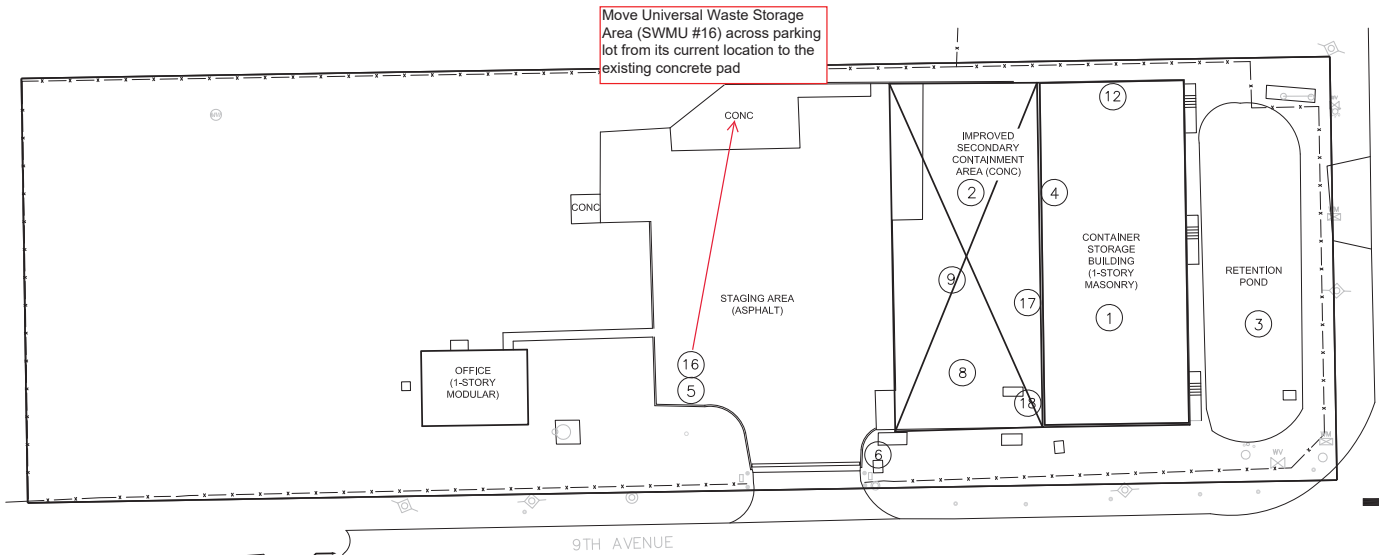 Move Universal Waste Storage
Area (SWMU #16) across parking
lot from its current location to the
existing concrete pad
12
CONC
IMPROVED
SECONDARY
CONTAINMENT
AREA (CONC)
2
4
CONC
CONTAINER
STORAGE
BUILDING
(1-STORY
MASONRY)
1
RETENTION
POND
3
9
17
STAGING AREA
(ASPHALT)
16
5
OFFICE
(1-STORY
MODULAR)
8
18
6
WV
9TH AVENUE